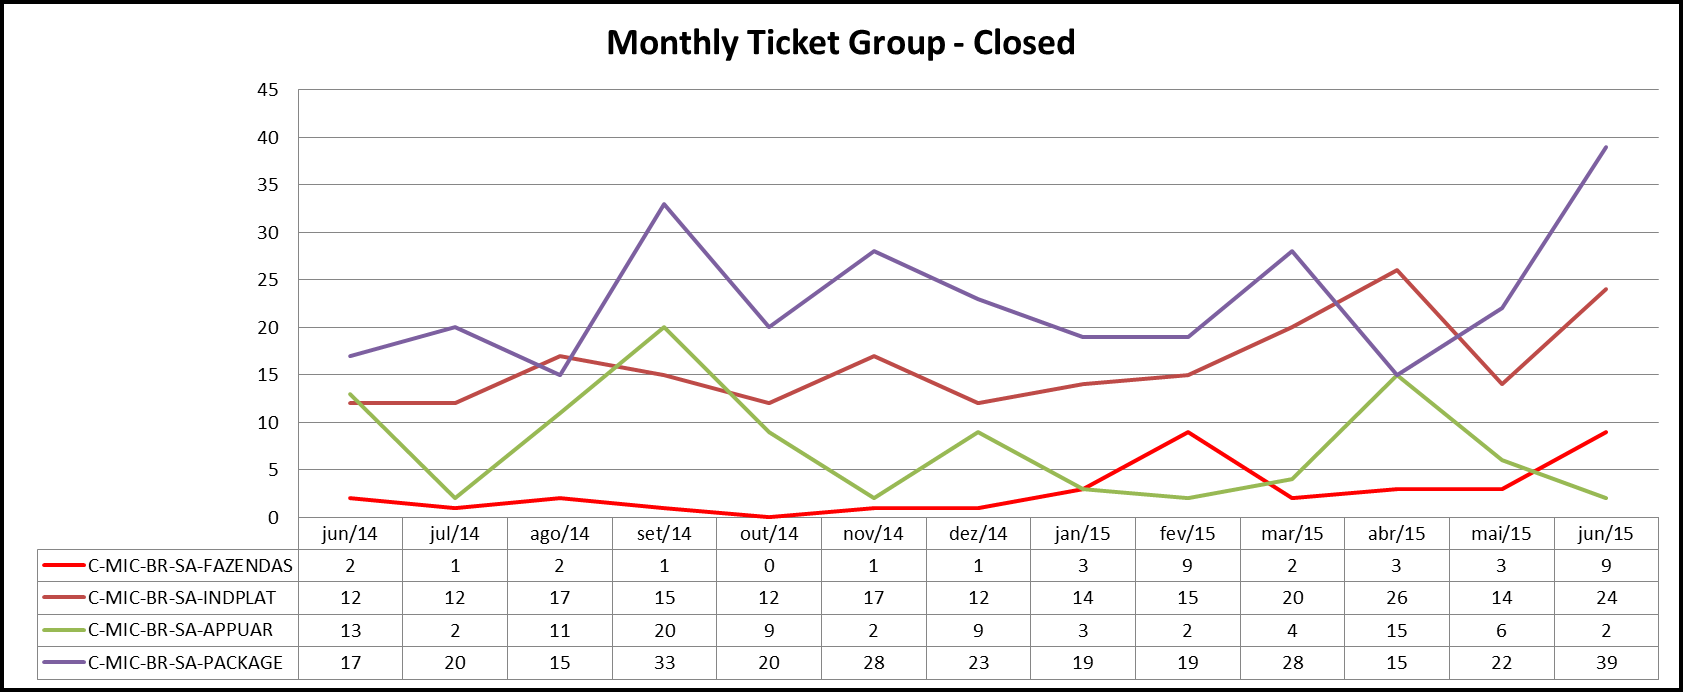 Monthly Ticket Group - Closed
45
40
35
30
25
20
15
10
5
0
jun/14 jul/14 ago/14 set/14 out/14 nov/14 dez/14 jan/15 fev/15 mar/15 abr/15 mai/15 jun/15
C-MIC-BR-SA-FAZENDAS 2 1 2 1 0 1 1 3 9 2 3 3 9
C-MIC-BR-SA-INDPLAT 12 12 17 15 12 17 12 14 15 20 26 14 24
C-MIC-BR-SA-APPUAR 13 2 11 20 9 2 9 3 2 4 15 6 2
C-MIC-BR-SA-PACKAGE 17 20 15 33 20 28 23 19 19 28 15 22 39